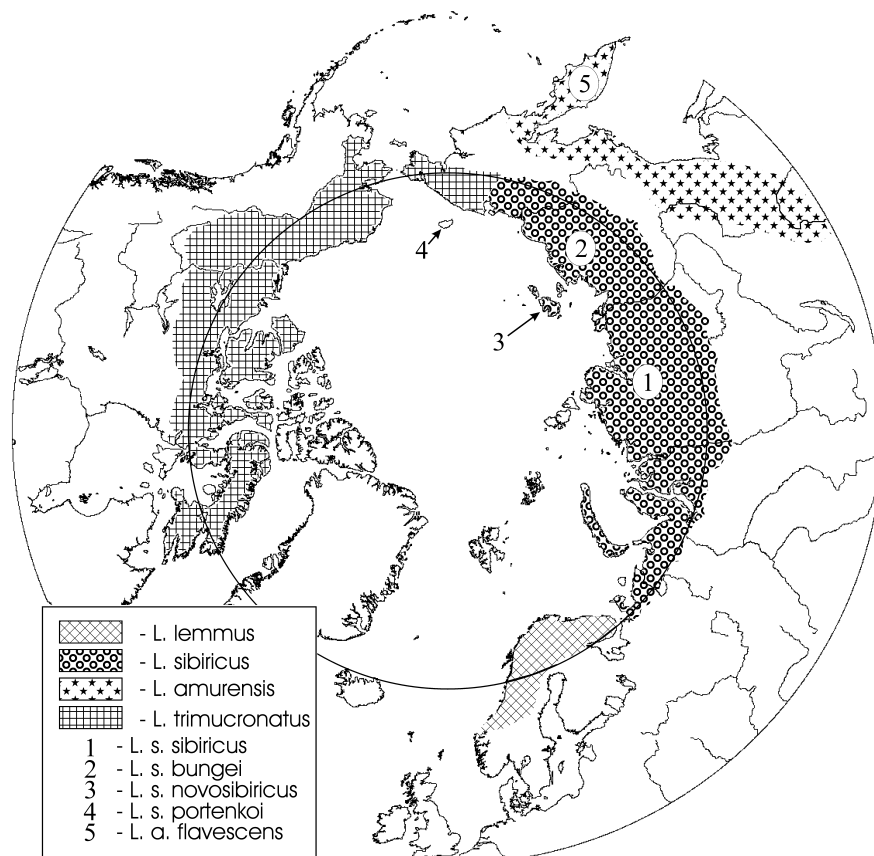 5
4
2
3
1
- L. lemmus
- L. sibiricus
- L. amurensis
- L. trimucronatus
1 - L. s. sibiricus
2 - L. s. bungei
3 - L. s. novosibiricus
4 - L. s. portenkoi
5 - L. a. flavescens